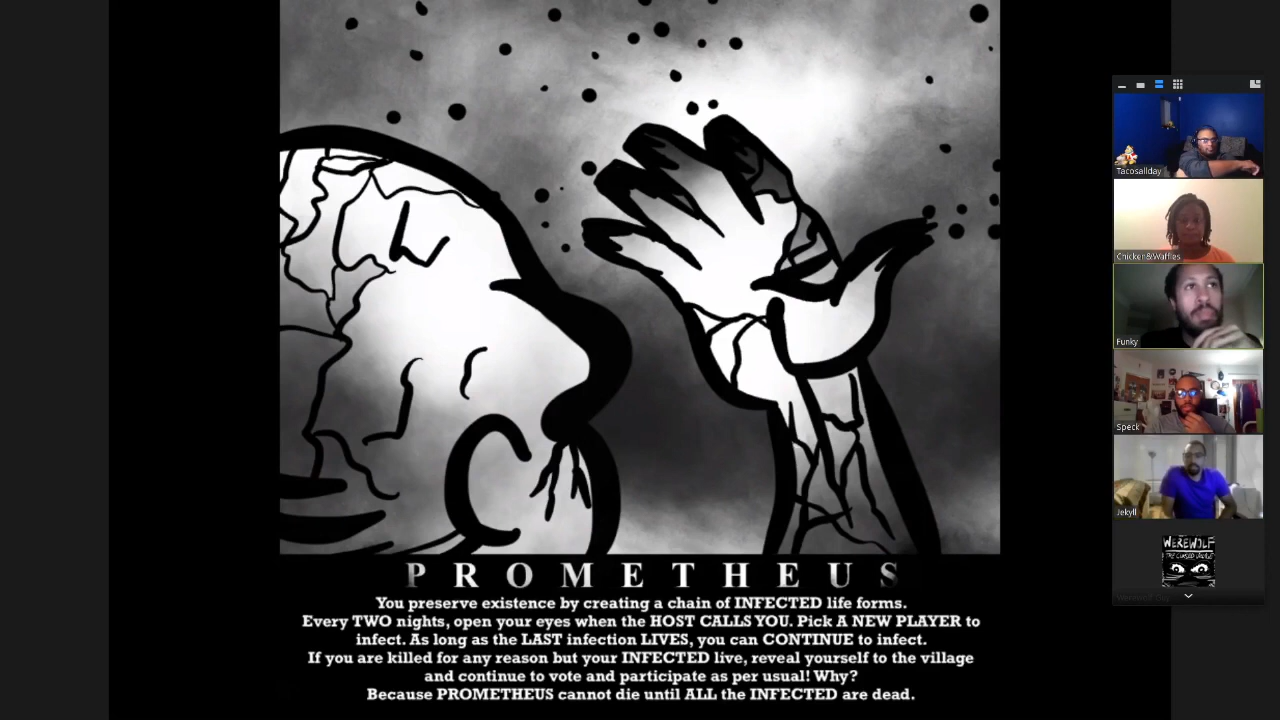 PROMETHEUS
You preserve existence by creating a chain of INFECTED life forms.
Every TWO nights, open your eyes when the HOST CALLS YOU. Pick A NEW PLAYER to
infect. As long as the LAST infection LIVES, you can CONTINUE to infect.
If you are killed for any reason but your INFECTED live, reveal yourself to the village
and continue to vote and participate as per usual! Why?
Because PROMETHEUS cannot die until ALL the INFECTED are dead.
Tacosallday
Chicken&Waffles
Funky
Speck
Jekyll
WEREWOLF
THE CURSED VILLAGE